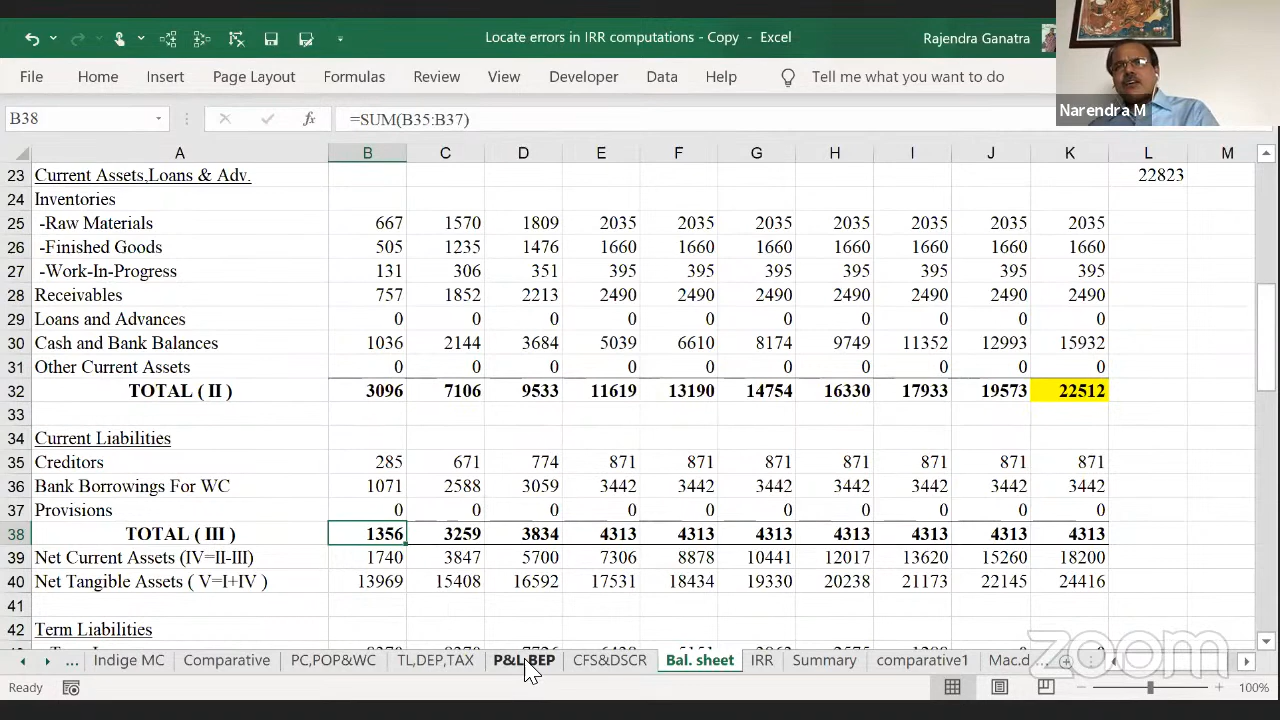 Locate errors in IRR computations - Copy - Excel
Rajendra Ganatra
File Home Insert Page Layout Formulas Data Review View Developer Help Tell me what you want to do
Narendra M
B38 fx =SUM(B35:B37)
A B C D E F G H I J K L M
23 Current Assets,Loans & Adv. 22823
24 Inventories
25 -Raw Materials 667 1570 1809 2035 2035 2035 2035 2035 2035 2035
26 -Finished Goods 505 1235 1476 1660 1660 1660 1660 1660 1660 1660
27 -Work-In-Progress 131 306 351 395 395 395 395 395 395 395
28 Receivables 757 1852 2213 2490 2490 2490 2490 2490 2490 2490
29 Loans and Advances 0 0 0 0 0 0 0 0 0 0
30 Cash and Bank Balances 1036 2144 3684 5039 6610 8174 9749 11352 12993 15932
31 Other Current Assets 0 0 0 0 0 0 0 0 0 0
32 TOTAL ( II ) 3096 7106 9533 11619 13190 14754 16330 17933 19573 22512
33
34 Current Liabilities
35 Creditors 285 671 774 871 871 871 871 871 871 871
36 Bank Borrowings For WC 1071 2588 3059 3442 3442 3442 3442 3442 3442 3442
37 Provisions 0 0 0 0 0 0 0 0 0 0
38 TOTAL ( III ) 1356 3259 3834 4313 4313 4313 4313 4313 4313 4313
39 Net Current Assets (IV=II-III) 1740 3847 5700 7306 8878 10441 12017 13620 15260 18200
40 Net Tangible Assets ( V=I+IV ) 13969 15408 16592 17531 18434 19330 20238 21173 22145 24416
41
42 Term Liabilities
... Indige MC Comparative PC,POP&WC TL,DEP,TAX P&L,BEP CFS&DSCR Bal. sheet IRR Summary comparative1 Mac.d ...
zoom
Ready 100%